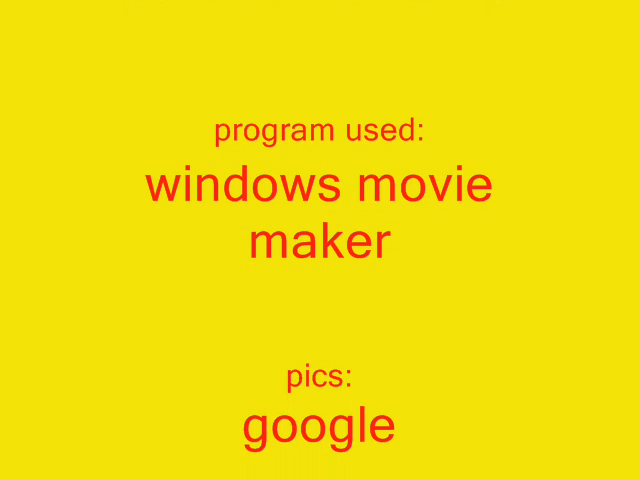 program used:
windows movie
maker
pics:
google